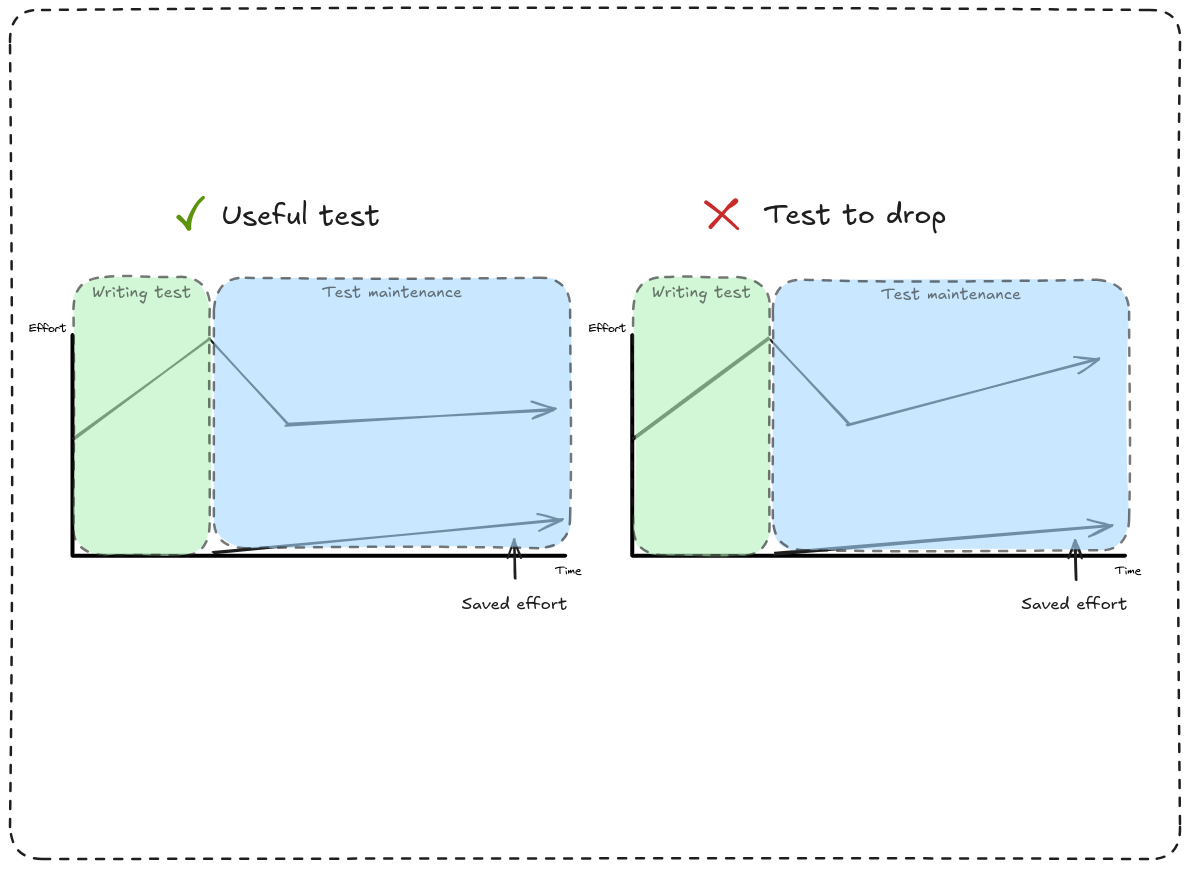 Useful test
Test to drop
Writing test
Test maintenance
Writing test
Test maintenance
Effort
Effort
Time
Time
Saved effort
Saved effort